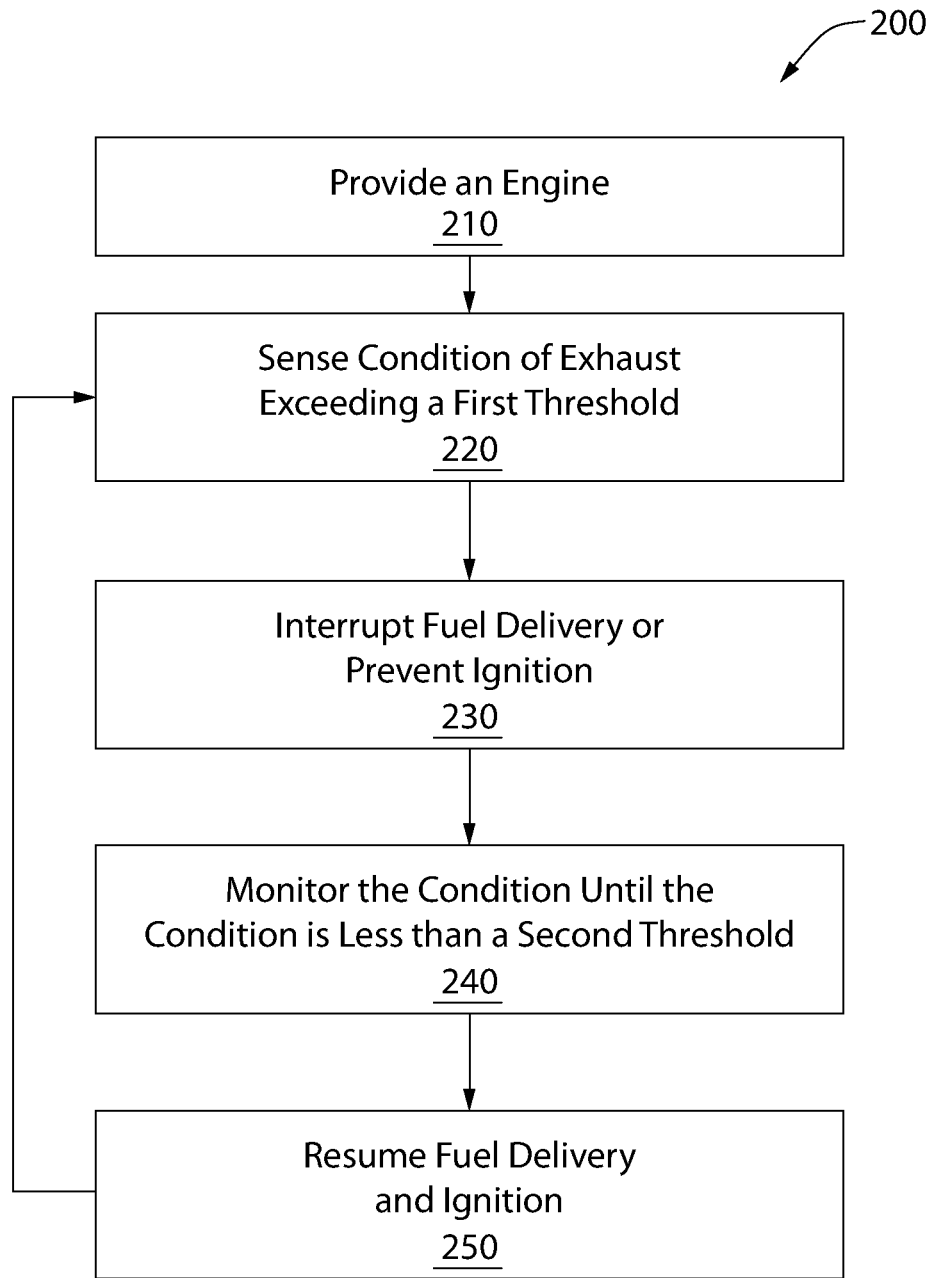 200
Provide an Engine
210
Sense Condition of Exhaust
Exceeding a First Threshold
220
Interrupt Fuel Delivery or
Prevent Ignition
230
Monitor the Condition Until the
Condition is Less than a Second Threshold
240
Resume Fuel Delivery
and Ignition
250